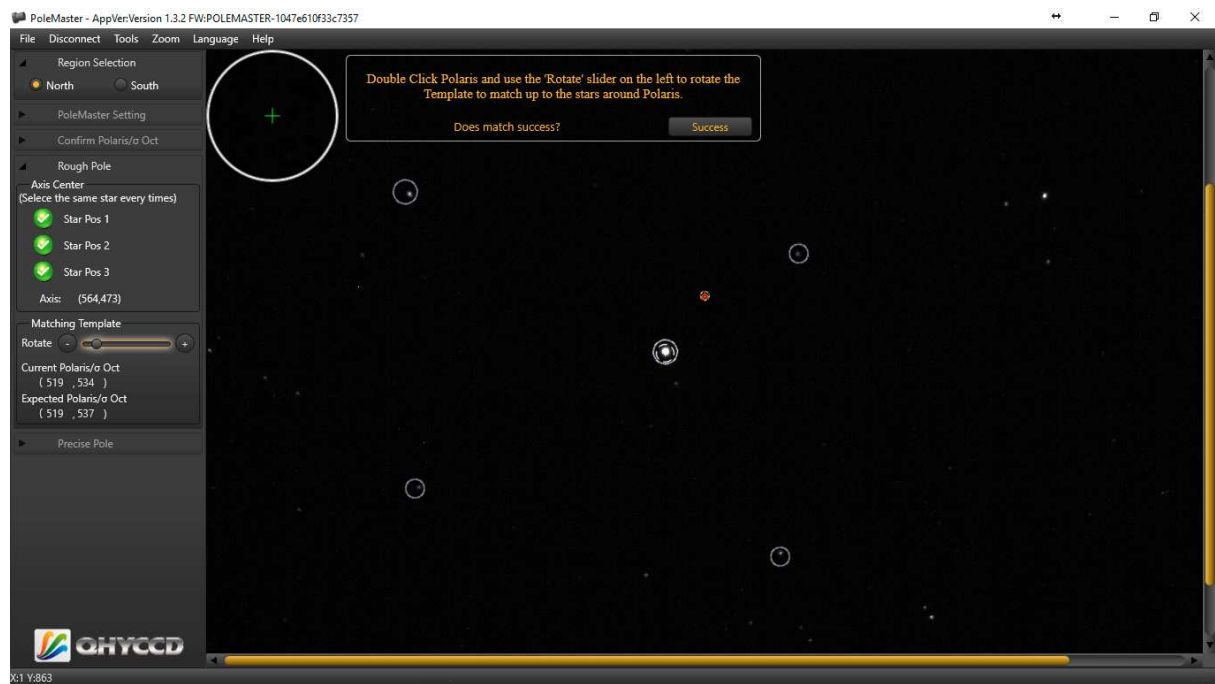 PoleMaster - AppVer:Version 1.3.2 FW:POLEMASTER-1047e610f33c7357
File Disconnect Tools Zoom Language Help
Region Selection
North South
PoleMaster Setting
Confirm Polaris/σ Oct
Rough Pole
Axis Center
(Selece the same star every times)
Star Pos 1
Star Pos 2
Star Pos 3
Axis: (564,473)
Matching Template
Rotate - +
Current Polaris/σ Oct
( 519 ,534 )
Expected Polaris/σ Oct
( 519 ,537 )
Precise Pole
QHYCCD
X:1 Y:863
Double Click Polaris and use the 'Rotate' slider on the left to rotate the
Template to match up to the stars around Polaris.
Does match success? Success